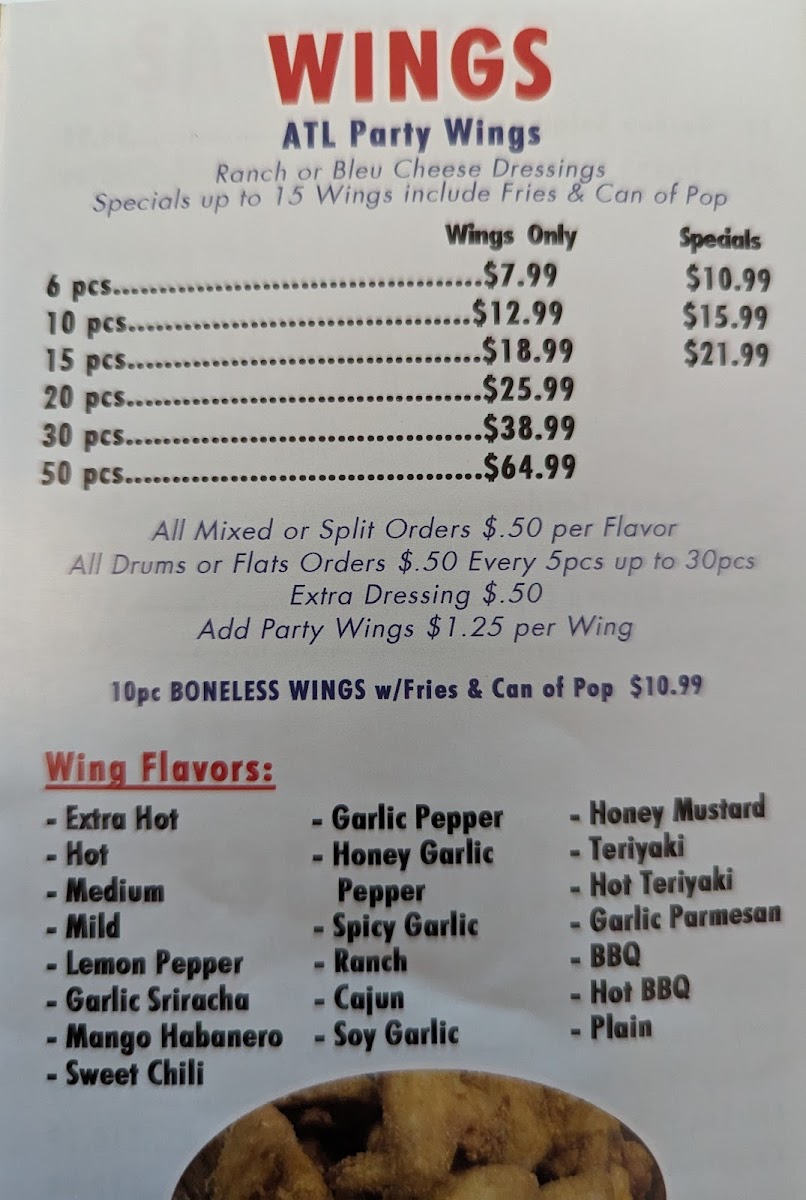 WINGS
ATL Party Wings
Ranch or Bleu Cheese Dressings
Specials up to 15 Wings include Fries & Can of Pop
Wings Only Specials
6 pcs.......................................$7.99 $10.99
10 pcs.....................................$12.99 $15.99
15 pcs......................................$18.99 $21.99
20 pcs......................................$25.99
30 pcs......................................$38.99
50 pcs......................................$64.99
All Mixed or Split Orders $.50 per Flavor
All Drums or Flats Orders $.50 Every 5pcs up to 30pcs
Extra Dressing $.50
Add Party Wings $1.25 per Wing
10pc BONELESS WINGS w/Fries & Can of Pop $10.99
Wing Flavors:
- Extra Hot
- Hot
- Medium
- Mild
- Lemon Pepper
- Garlic Sriracha
- Mango Habanero
- Sweet Chili
- Garlic Pepper
- Honey Garlic
Pepper
- Spicy Garlic
- Ranch
- Cajun
- Soy Garlic
- Honey Mustard
- Teriyaki
- Hot Teriyaki
- Garlic Parmesan
- BBQ
- Hot BBQ
- Plain